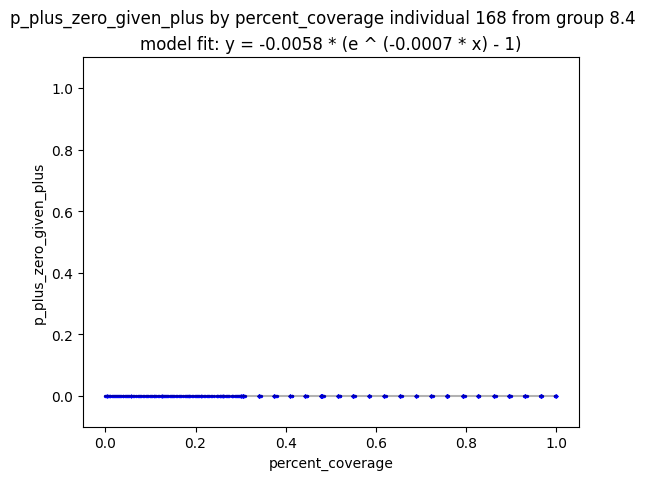 p_plus_zero_given_plus by percent_coverage individual 168 from group 8.4
model fit: y = -0.0058 * (e ^ (-0.0007 * x) - 1)
1.0
0.8
0.6
0.4
0.2
0.0
p_plus_zero_given_plus
0.0 0.2 0.4 0.6 0.8 1.0
percent_coverage